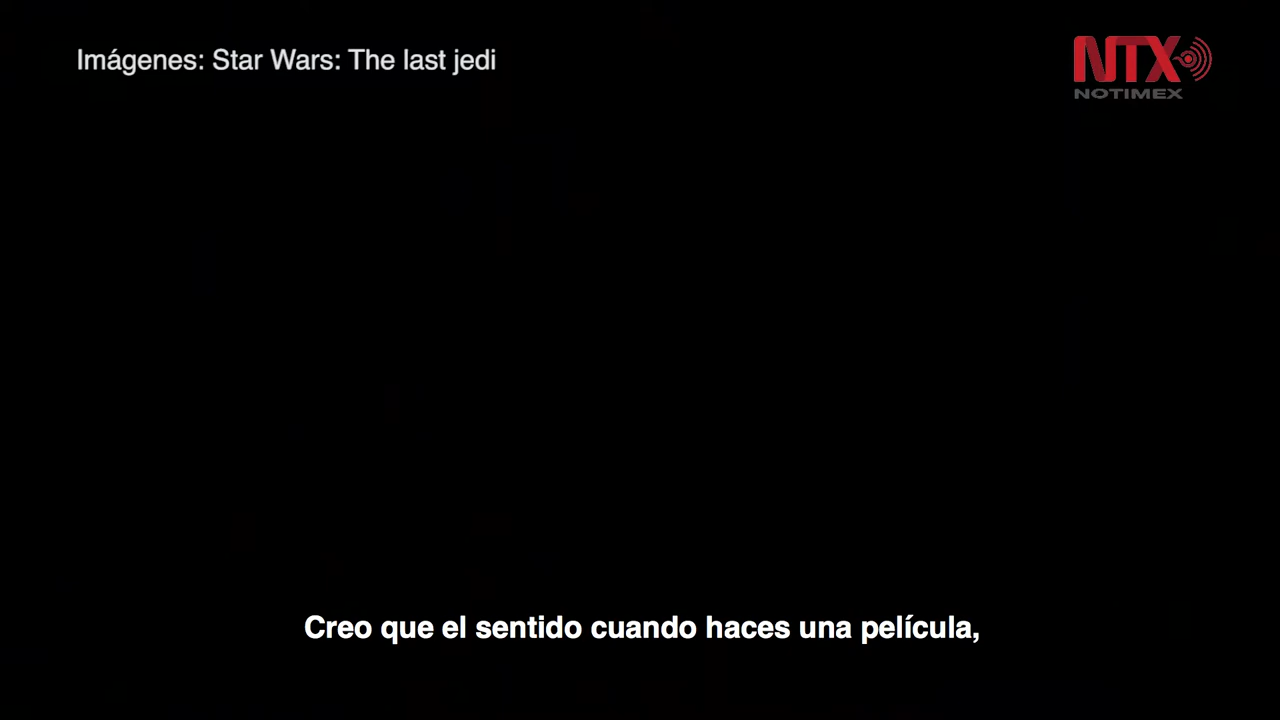 Imágenes: Star Wars: The last jedi
NTX
NOTIMEX
Creo que el sentido cuando haces una película,